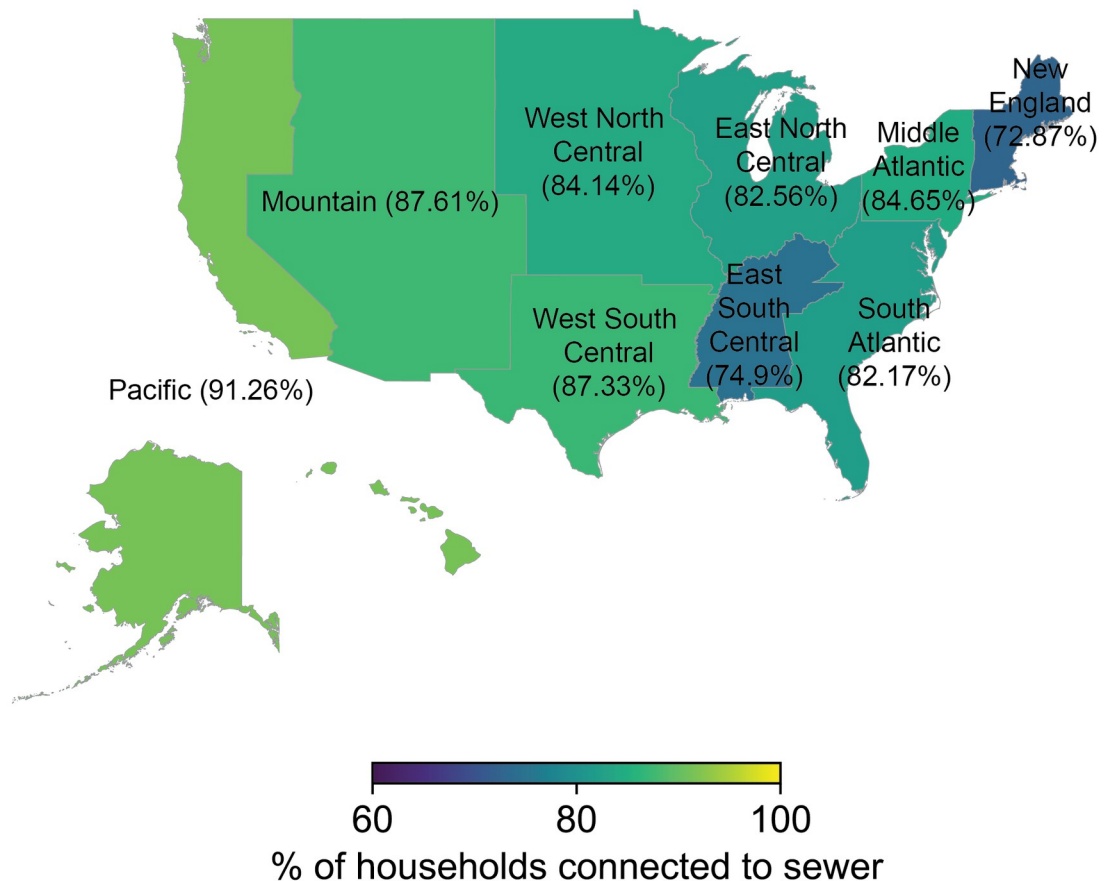 New
England
(72.87%)
West North
Central
(84.14%)
East North
Central
(82.56%)
Middle
Atlantic
(84.65%)
Mountain (87.61%)
East
South
Central
(74.9%)
West South
Central
(87.33%)
South
Atlantic
(82.17%)
Pacific (91.26%)
60 80 100
% of households connected to sewer